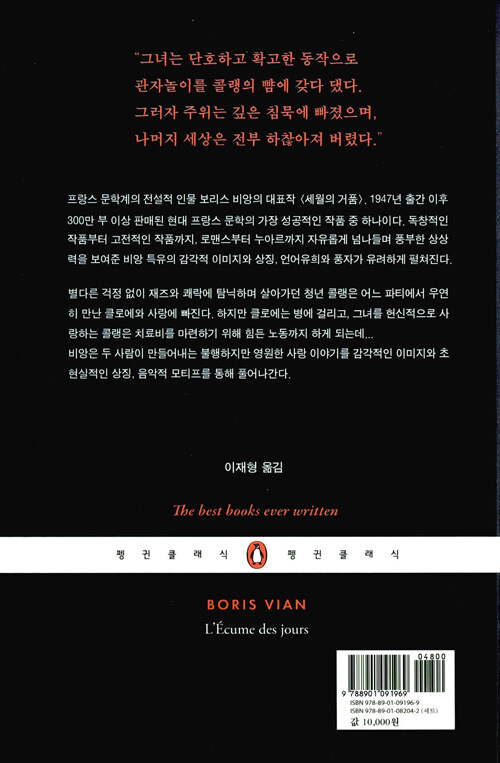 “그녀는 단호하고 확고한 동작으로
관자놀이를 콜랭의 뺨에 갖다 댔다.
그러자 주위는 깊은 침묵에 빠졌으며,
나머지 세상은 전부 하찮아져 버렸다.”
프랑스 문학계의 전설적 인물 보리스 비앙의 대표작 〈세월의 거품〉. 1947년 출간 이후
300만 부 이상 판매된 현대 프랑스 문학의 가장 성공적인 작품 중 하나이다. 독창적인
작품부터 고전적인 작품까지, 로맨스부터 누아르까지 자유롭게 넘나들며 풍부한 상상
력을 보여준 비앙 특유의 감각적 이미지와 상징, 언어유희와 풍자가 유려하게 펼쳐진다.
별다른 걱정 없이 재즈와 쾌락에 탐닉하며 살아가던 청년 콜랭은 어느 파티에서 우연
히 만난 클로에와 사랑에 빠진다. 하지만 클로에는 병에 걸리고, 그녀를 헌신적으로 사
랑하는 콜랭은 치료비를 마련하기 위해 힘든 노동까지 하게 되는데...
비앙은 두 사람이 만들어내는 불행하지만 영원한 사랑 이야기를 감각적인 이미지와 초
현실적인 상징, 음악적 모티프를 통해 풀어나간다.
이재형 옮김
The best books ever written
펭귄클래식 펭귄클래식
BORIS VIAN
L'Écume des jours
04800
9 788901 091969
ISBN 978-89-01-09196-9
ISBN 978-89-01-08204-2 (세트)
값 10,000원